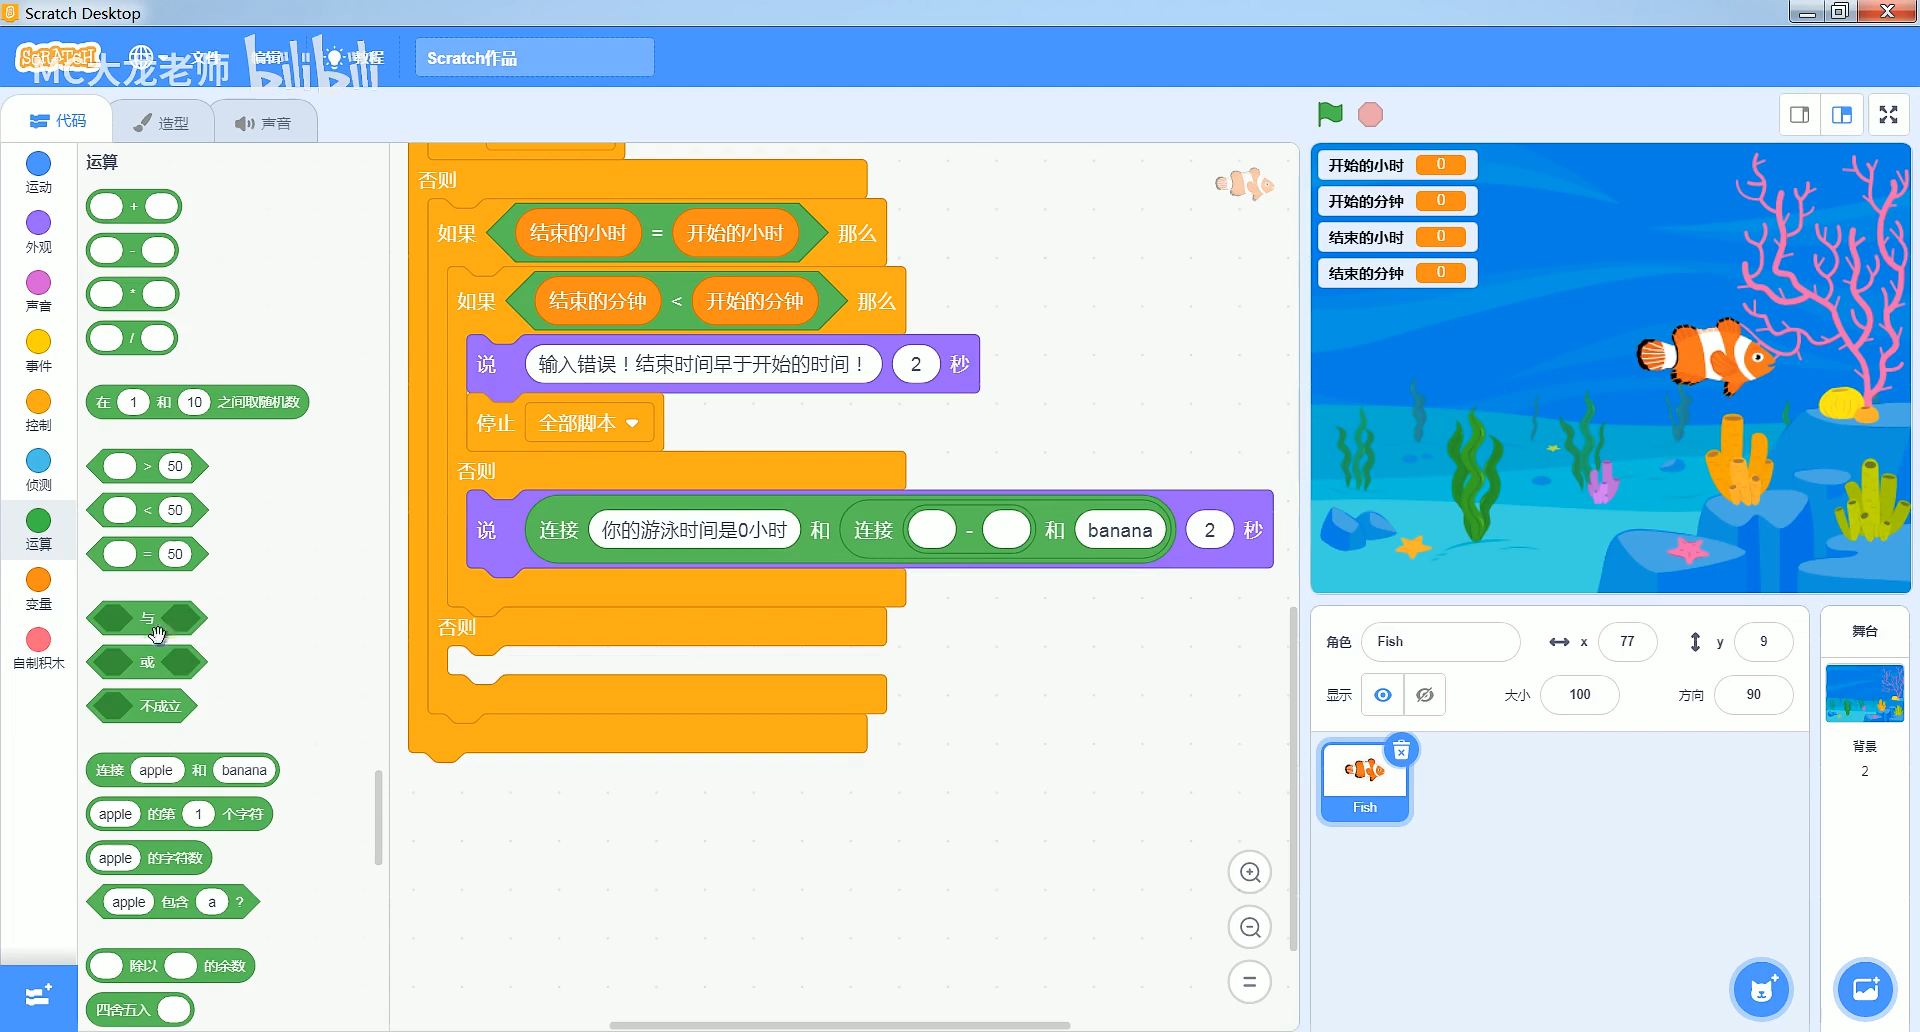 Scratch Desktop
SCRATCH 文件 编辑 教程 Scratch作品
MC大龙老师 bilibili
代码 造型 声音
运动
外观
声音
事件
控制
侦测
运算
变量
自制积木
运算
+
-
*
/
在 1 和 10 之间取随机数
> 50
< 50
= 50
与
或
不成立
连接 apple 和 banana
apple 的第 1 个字符
apple 的字符数
apple 包含 a ?
除以 的余数
四舍五入
否则
如果 结束的小时 = 开始的小时 那么
如果 结束的分钟 < 开始的分钟 那么
说 输入错误！结束时间早于开始的时间！ 2 秒
停止 全部脚本
否则
说 连接 你的游泳时间是0小时 和 连接 - 和 banana 2 秒
否则
开始的小时 0
开始的分钟 0
结束的小时 0
结束的分钟 0
角色 Fish x 77 y 9
显示 大小 100 方向 90
Fish
舞台
背景
2